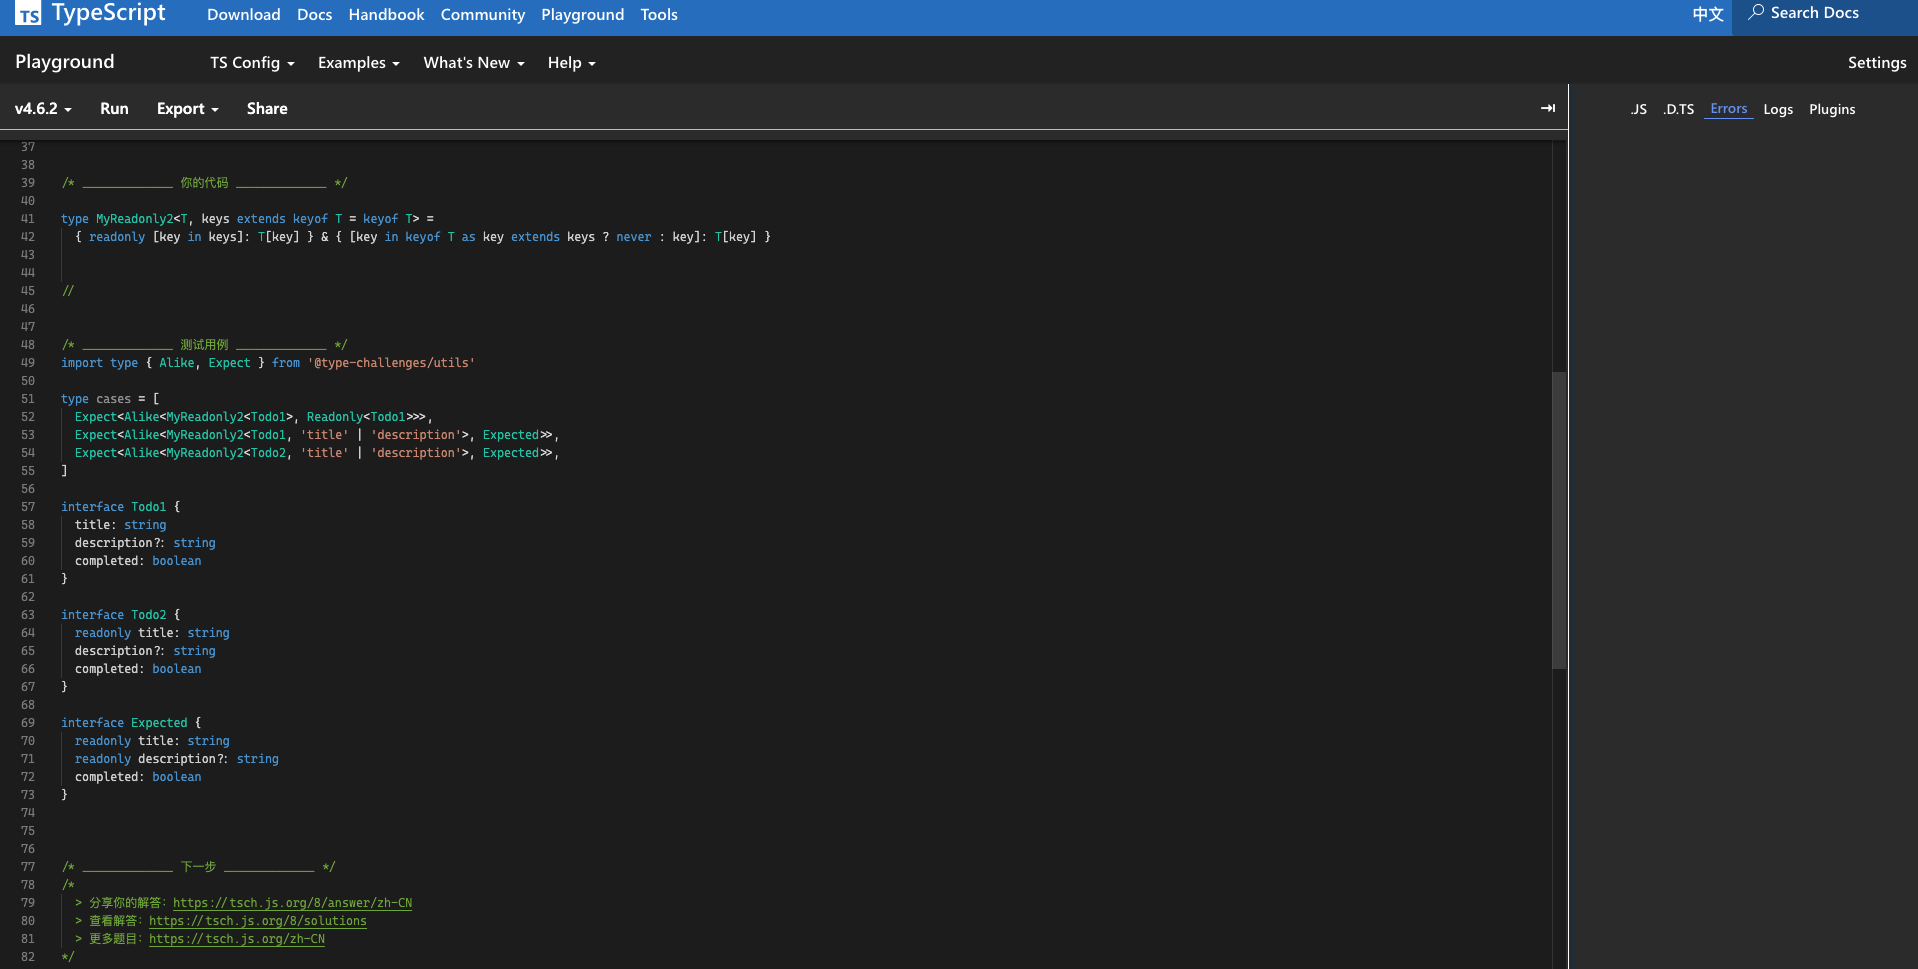 TS TypeScript Download Docs Handbook Community Playground Tools 中文 Search Docs
Playground TS Config Examples What's New Help Settings
v4.6.2 Run Export Share .JS .D.TS Errors Logs Plugins
37
38
39 /* _____________ 你的代码 _____________ */
40
41 type MyReadonly2<T, keys extends keyof T = keyof T> =
42 { readonly [key in keys]: T[key] } & { [key in keyof T as key extends keys ? never : key]: T[key] }
43
44
45 //
46
47
48 /* _____________ 测试用例 _____________ */
49 import type { Alike, Expect } from '@type-challenges/utils'
50
51 type cases = [
52 Expect<Alike<MyReadonly2<Todo1>, Readonly<Todo1>>>,
53 Expect<Alike<MyReadonly2<Todo1, 'title' | 'description'>, Expected>>,
54 Expect<Alike<MyReadonly2<Todo2, 'title' | 'description'>, Expected>>,
55 ]
56
57 interface Todo1 {
58 title: string
59 description?: string
60 completed: boolean
61 }
62
63 interface Todo2 {
64 readonly title: string
65 description?: string
66 completed: boolean
67 }
68
69 interface Expected {
70 readonly title: string
71 readonly description?: string
72 completed: boolean
73 }
74
75
76
77 /* _____________ 下一步 _____________ */
78 /*
79 > 分享你的解答：https://tsch.js.org/8/answer/zh-CN
80 > 查看解答：https://tsch.js.org/8/solutions
81 > 更多题目：https://tsch.js.org/zh-CN
82 */